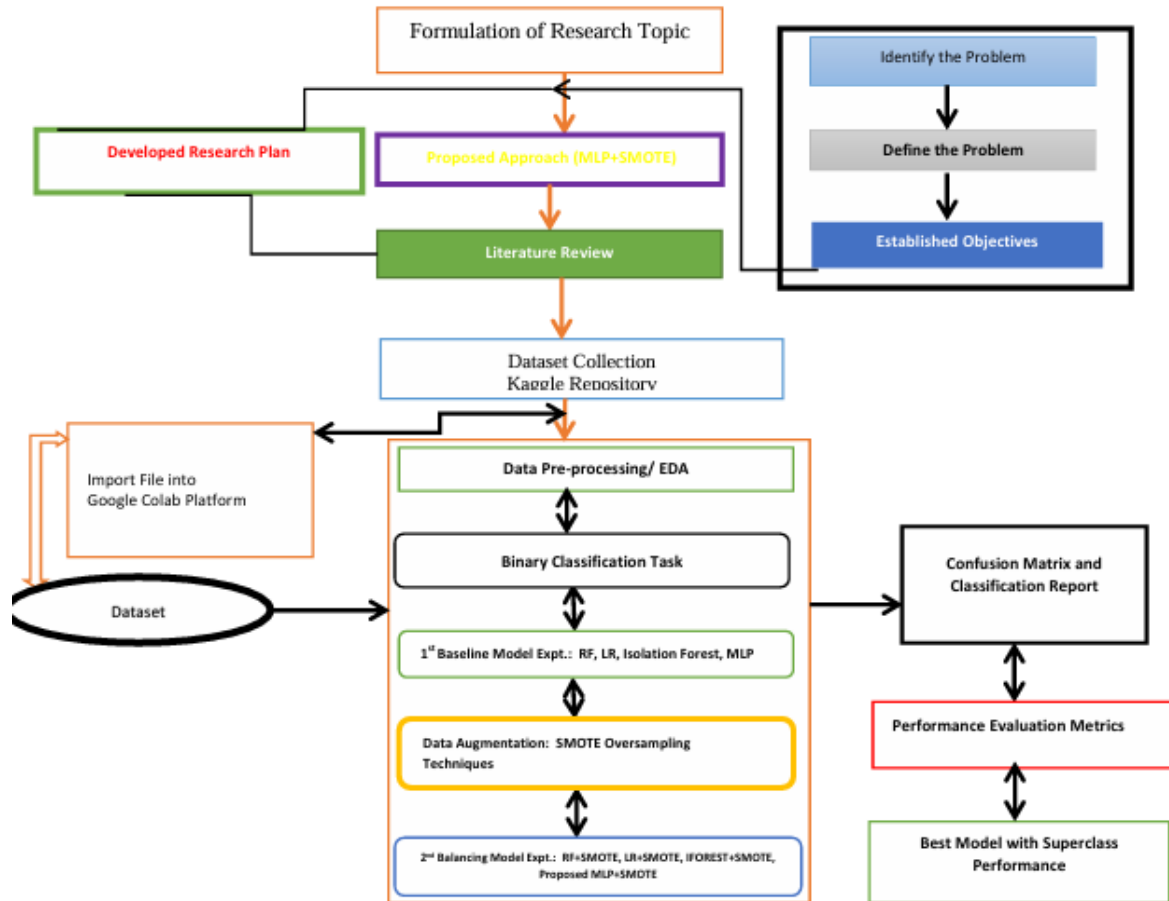 Formulation of Research Topic
Identify the Problem
Developed Research Plan
Proposed Approach (MLP+SMOTE)
Define the Problem
Literature Review
Established Objectives
Dataset Collection
Kaggle Repository
Import File into
Google Colab Platform
Data Pre-processing/ EDA
Binary Classification Task
Confusion Matrix and
Classification Report
Dataset
1st Baseline Model Expt.: RF, LR, Isolation Forest, MLP
Performance Evaluation Metrics
Data Augmentation: SMOTE Oversampling
Techniques
2nd Balancing Model Expt.: RF+SMOTE, LR+SMOTE, IFOREST+SMOTE,
Proposed MLP+SMOTE
Best Model with Superclass
Performance